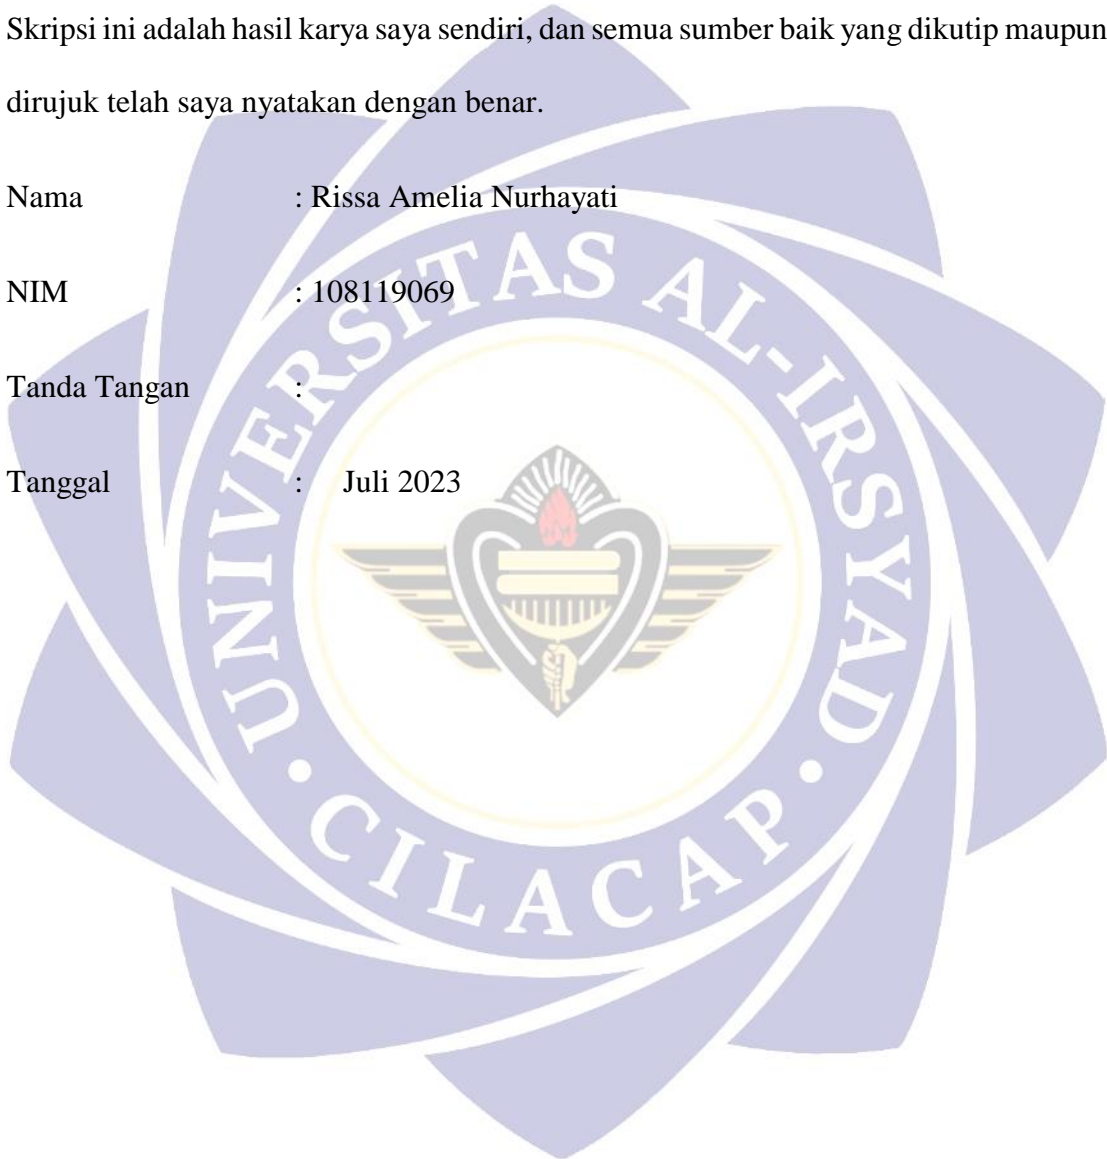 Skripsi ini adalah hasil karya saya sendiri, dan semua sumber baik yang dikutip maupun
dirujuk telah saya nyatakan dengan benar.
Nama : Rissa Amelia Nurhayati
NIM : 108119069
Tanda Tangan :
Tanggal : Juli 2023
UNIVERSITAS AL-IRSYAD
• CILACAP •